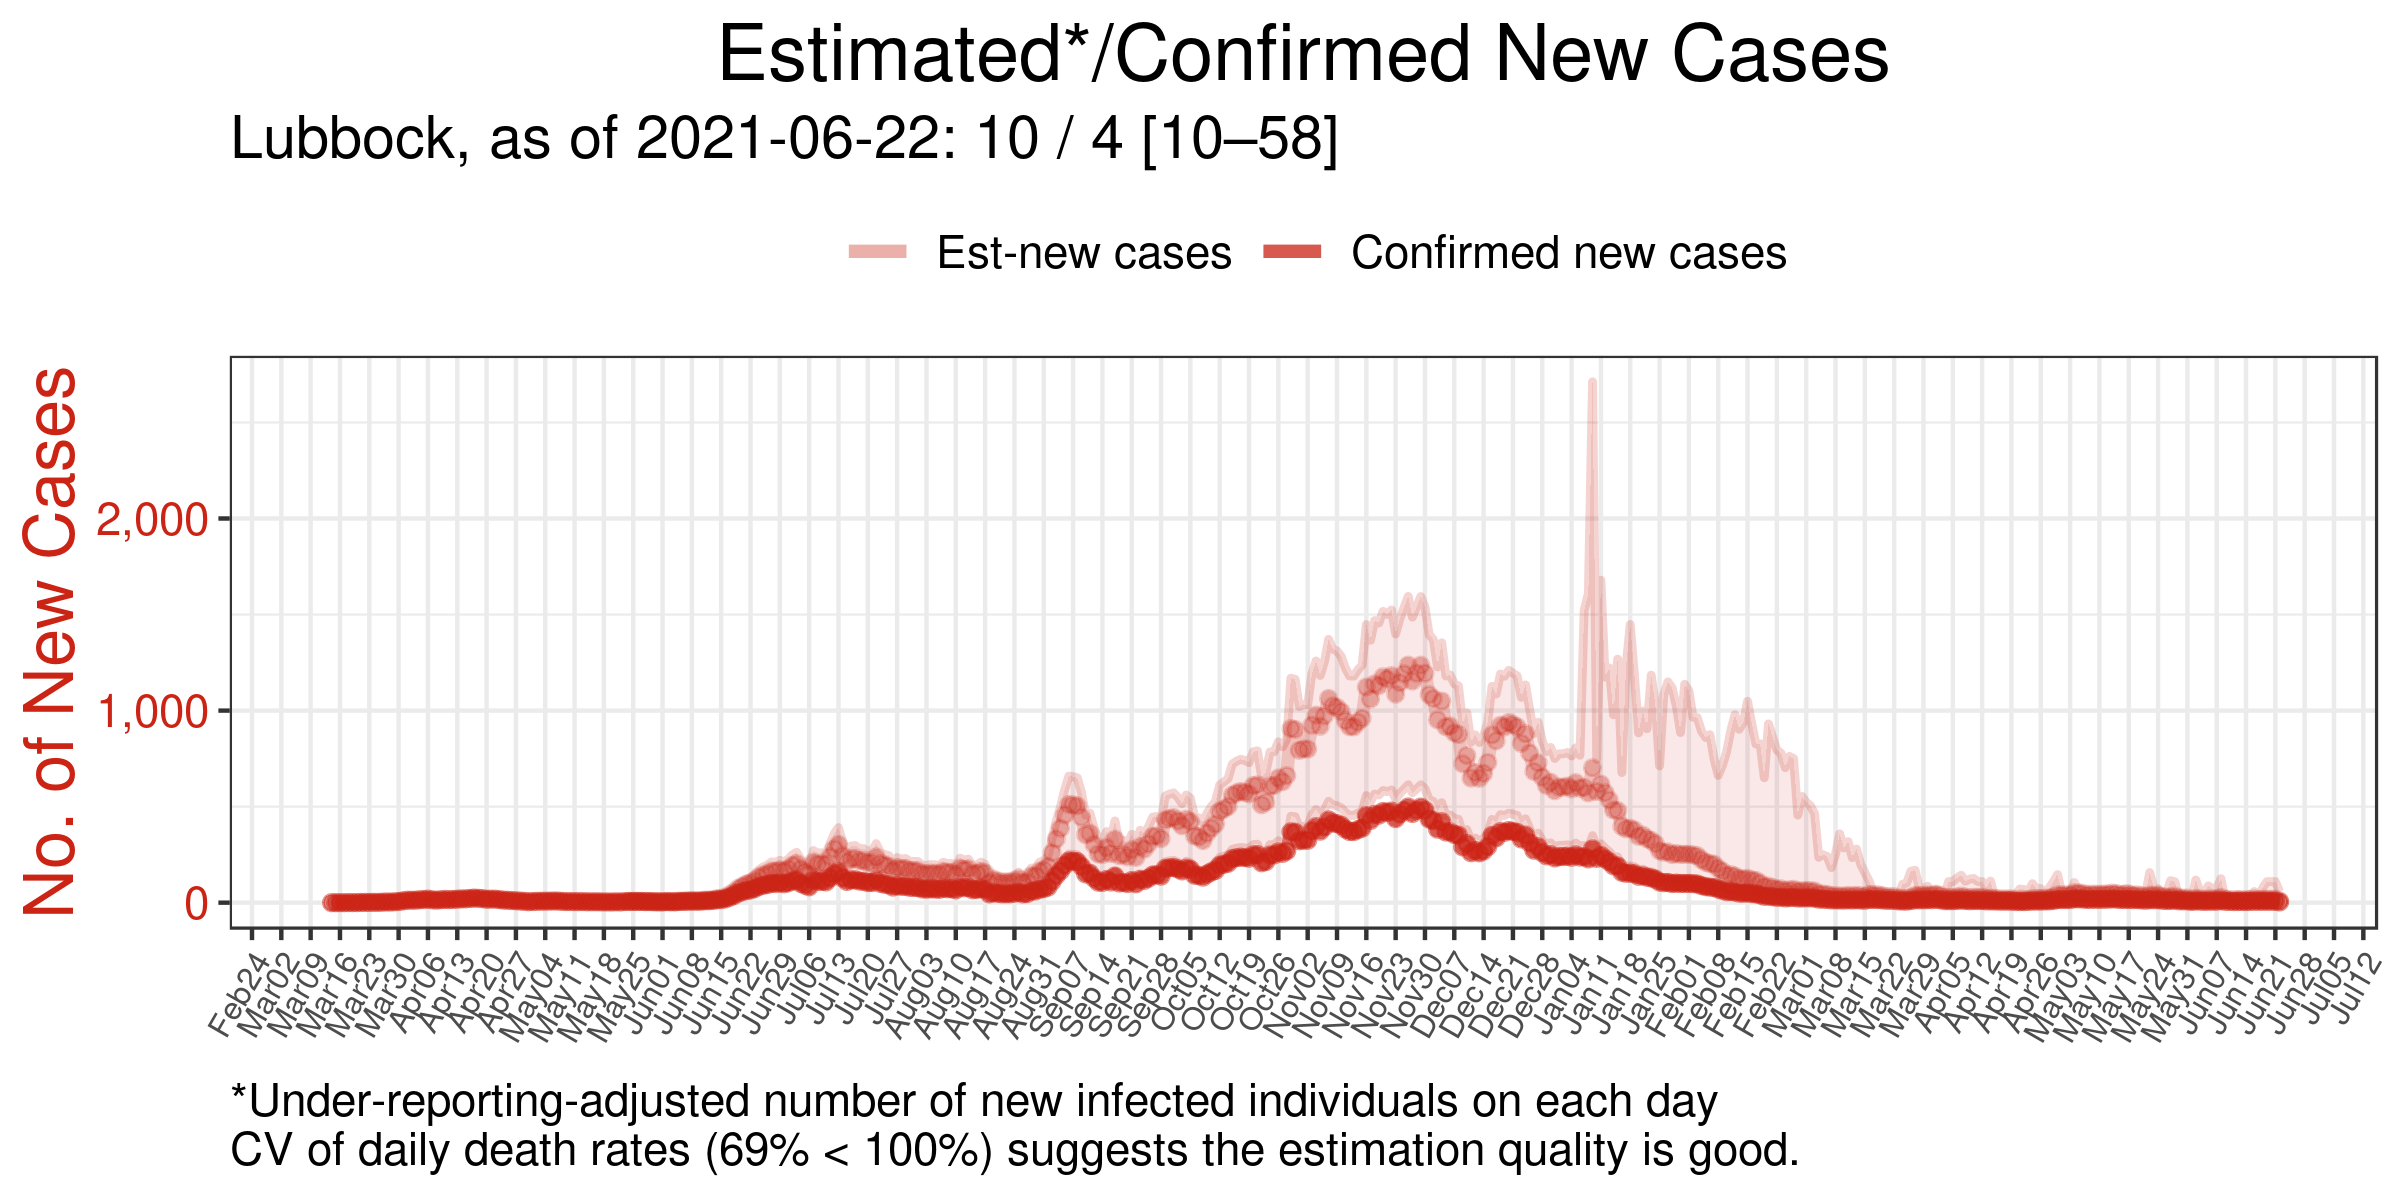 Estimated*/Confirmed New Cases
Lubbock, as of 2021-06-22: 10 / 4 [10–58]
Est-new cases Confirmed new cases
No. of New Cases
2,000
1,000
0
Feb24 Mar02 Mar09 Mar16 Mar23 Mar30 Apr06 Apr13 Apr20 Apr27 May04 May11 May18 May25 Jun01 Jun08 Jun15 Jun22 Jun29 Jul06 Jul13 Jul20 Jul27 Aug03 Aug10 Aug17 Aug24 Aug31 Sep07 Sep14 Sep21 Sep28 Oct05 Oct12 Oct19 Oct26 Nov02 Nov09 Nov16 Nov23 Nov30 Dec07 Dec14 Dec21 Dec28 Jan04 Jan11 Jan18 Jan25 Feb01 Feb08 Feb15 Feb22 Mar01 Mar08 Mar15 Mar22 Mar29 Apr05 Apr12 Apr19 Apr26 May03 May10 May17 May24 May31 Jun07 Jun14 Jun21 Jun28 Jul05 Jul12
*Under-reporting-adjusted number of new infected individuals on each day
CV of daily death rates (69% < 100%) suggests the estimation quality is good.